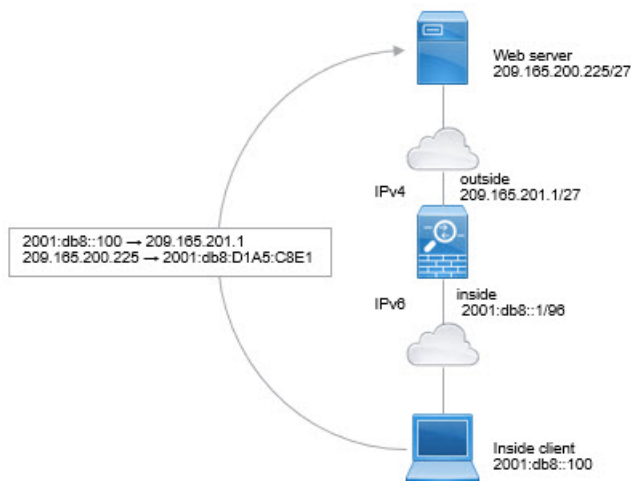 Web server
209.165.200.225/27
outside
209.165.201.1/27
IPv4
2001:db8::100 → 209.165.201.1
209.165.200.225 → 2001:db8:D1A5:C8E1
IPv6
inside
2001:db8::1/96
Inside client
2001:db8::100